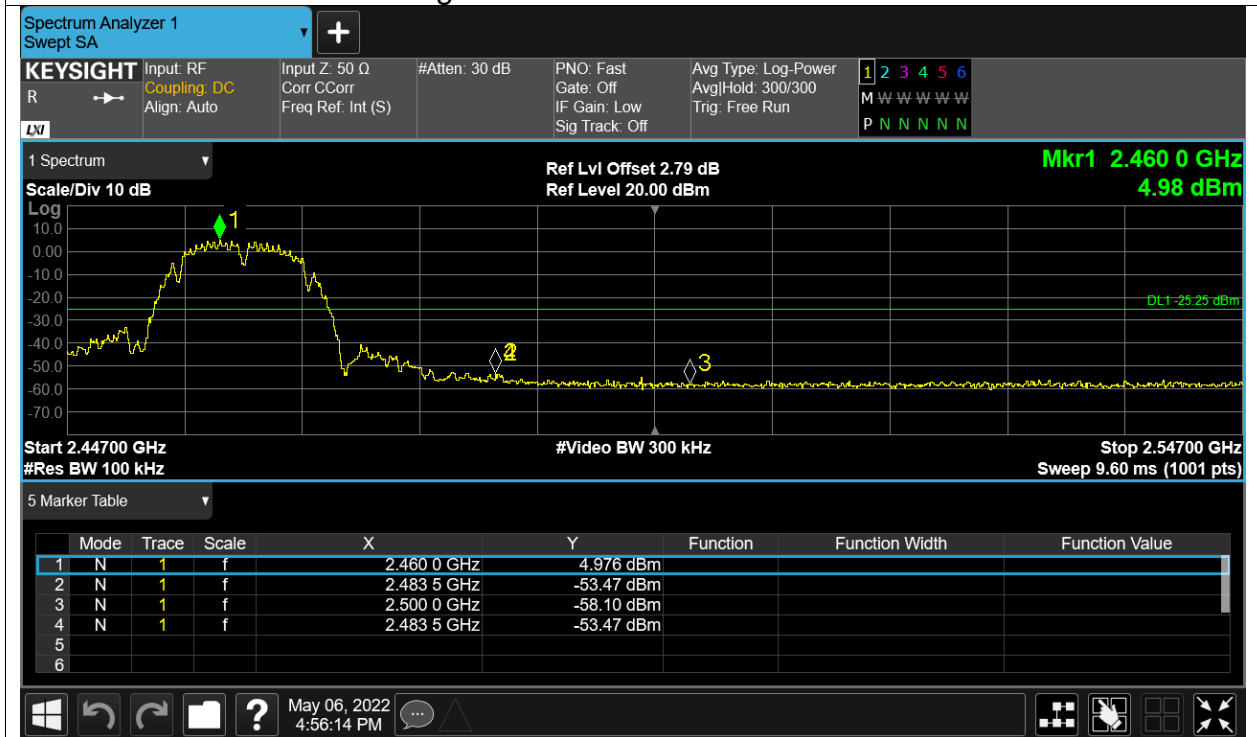 Spectrum Analyzer 1
Swept SA
+
KEYSIGHT Input: RF Input Z: 50 Ω #Atten: 30 dB PNO: Fast Avg Type: Log-Power 1 2 3 4 5 6
R Coupling: DC Corr CCorr Gate: Off Avg|Hold: 300/300 M W W W W W
Align: Auto Freq Ref: Int (S) IF Gain: Low Trig: Free Run
LXI Sig Track: Off P N N N N N
1 Spectrum Ref Lvl Offset 2.79 dB Mkr1 2.460 0 GHz
Scale/Div 10 dB Ref Level 20.00 dBm 4.98 dBm
Log
1
10.0
0.00
-10.0
-20.0
DL1 -25.25 dBm
-30.0
-40.0
2
3
-50.0
-60.0
-70.0
Start 2.44700 GHz #Video BW 300 kHz Stop 2.54700 GHz
#Res BW 100 kHz Sweep 9.60 ms (1001 pts)
5 Marker Table
Mode Trace Scale X Y Function Function Width Function Value
1 N 1 f 2.460 0 GHz 4.976 dBm
2 N 1 f 2.483 5 GHz -53.47 dBm
3 N 1 f 2.500 0 GHz -58.10 dBm
4 N 1 f 2.483 5 GHz -53.47 dBm
5
6
? May 06, 2022
4:56:14 PM